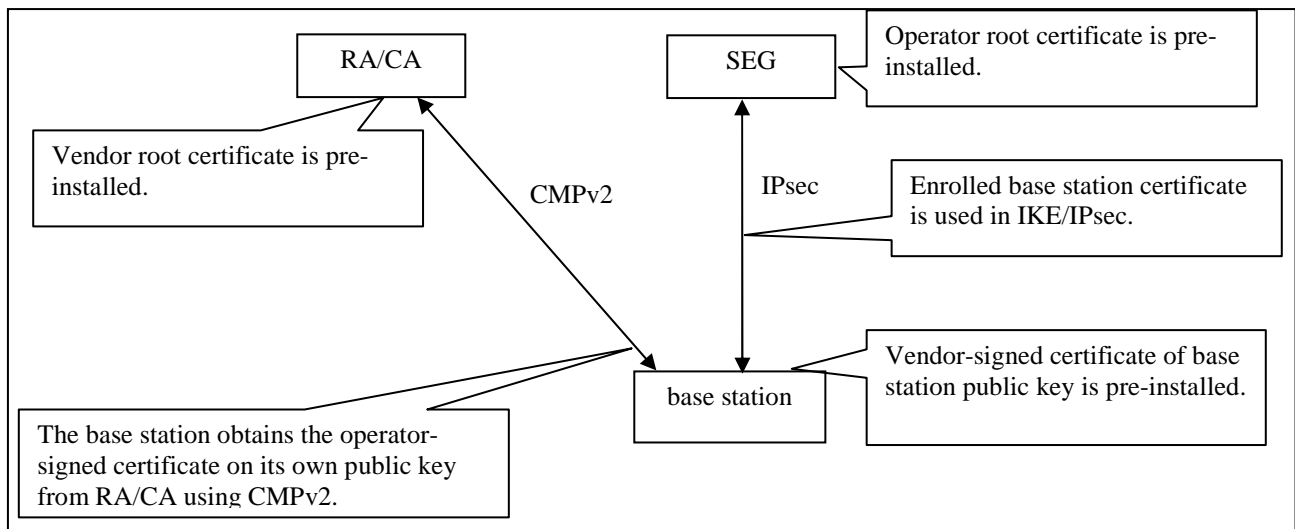 RA/CA
SEG
Operator root certificate is pre-
installed.
Vendor root certificate is pre-
installed.
CMPv2
IPsec
Enrolled base station certificate
is used in IKE/IPsec.
Vendor-signed certificate of base
station public key is pre-installed.
base station
The base station obtains the operator-
signed certificate on its own public key
from RA/CA using CMPv2.